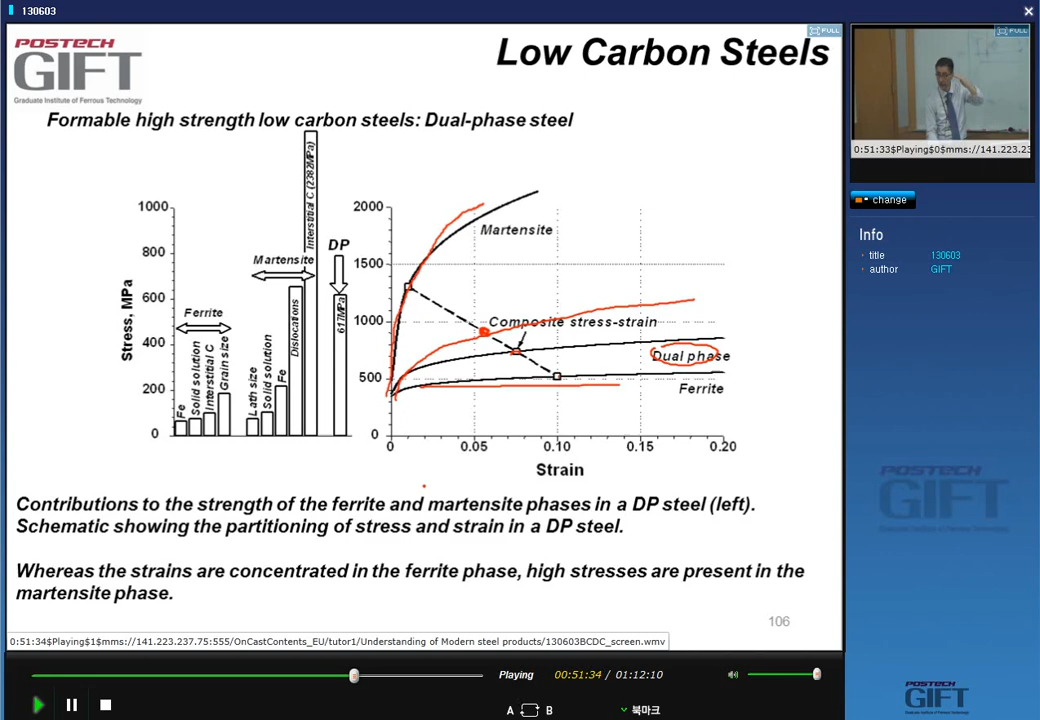 130603
POSTECH
GIFT
Graduate Institute of Ferrous Technology
FULL
Low Carbon Steels
Formable high strength low carbon steels: Dual-phase steel
1000
800
600
400
200
0
Stress, MPa
Ferrite
Martensite
DP
Fe
Solid solution
Interstitial C
Grain size
Lath size
Solid solution
Fe
Dislocations
Interstitial C (2382MPa)
617MPa
2000
1500
1000
500
0
Martensite
Composite stress-strain
Dual phase
Ferrite
0
0.05
0.10
0.15
0.20
Strain
Contributions to the strength of the ferrite and martensite phases in a DP steel (left).
Schematic showing the partitioning of stress and strain in a DP steel.
Whereas the strains are concentrated in the ferrite phase, high stresses are present in the
martensite phase.
106
0:51:34$Playing$1$mms://141.223.237.75:555/OnCastContents_EU/tutor1/Understanding of Modern steel products/130603BCDC_screen.wmv
FULL
0:51:33$Playing$0$mms://141.223.23
change
Info
title 130603
author GIFT
POSTECH
GIFT
Playing 00:51:34 / 01:12:10
A B
북마크
POSTECH
GIFT